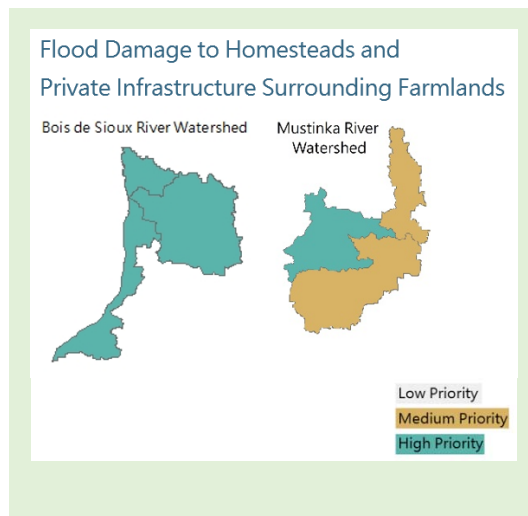 Flood Damage to Homesteads and
Private Infrastructure Surrounding Farmlands
Bois de Sioux River Watershed
Mustinka River
Watershed
Low Priority
Medium Priority
High Priority